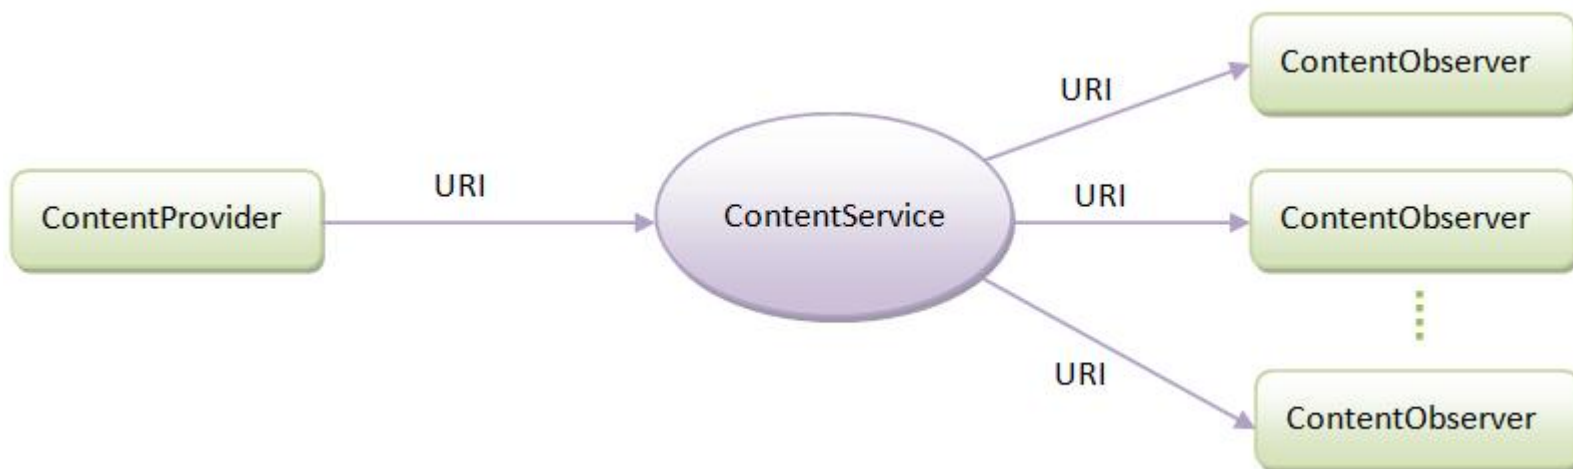 ContentProvider
URI
ContentService
URI
ContentObserver
URI
ContentObserver
URI
ContentObserver